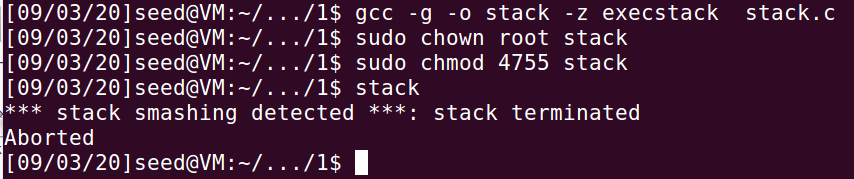 [09/03/20]seed@VM:~/.../1$ gcc -g -o stack -z execstack  stack.c
[09/03/20]seed@VM:~/.../1$ sudo chown root stack
[09/03/20]seed@VM:~/.../1$ sudo chmod 4755 stack
[09/03/20]seed@VM:~/.../1$ stack
*** stack smashing detected ***: stack terminated
Aborted
[09/03/20]seed@VM:~/.../1$